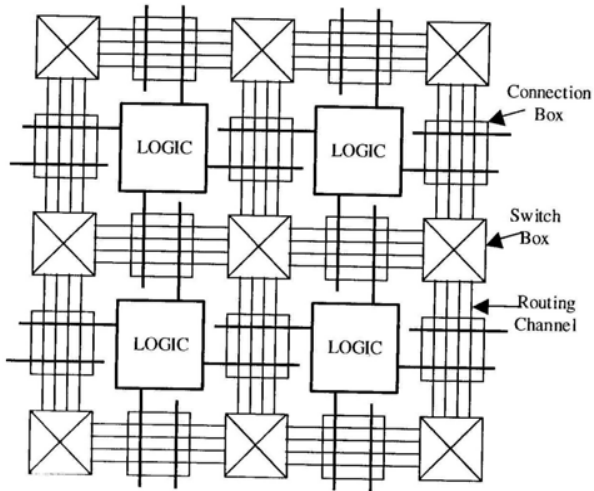 Connection
Box
LOGIC
LOGIC
Switch
Box
Routing
Channel
LOGIC
LOGIC